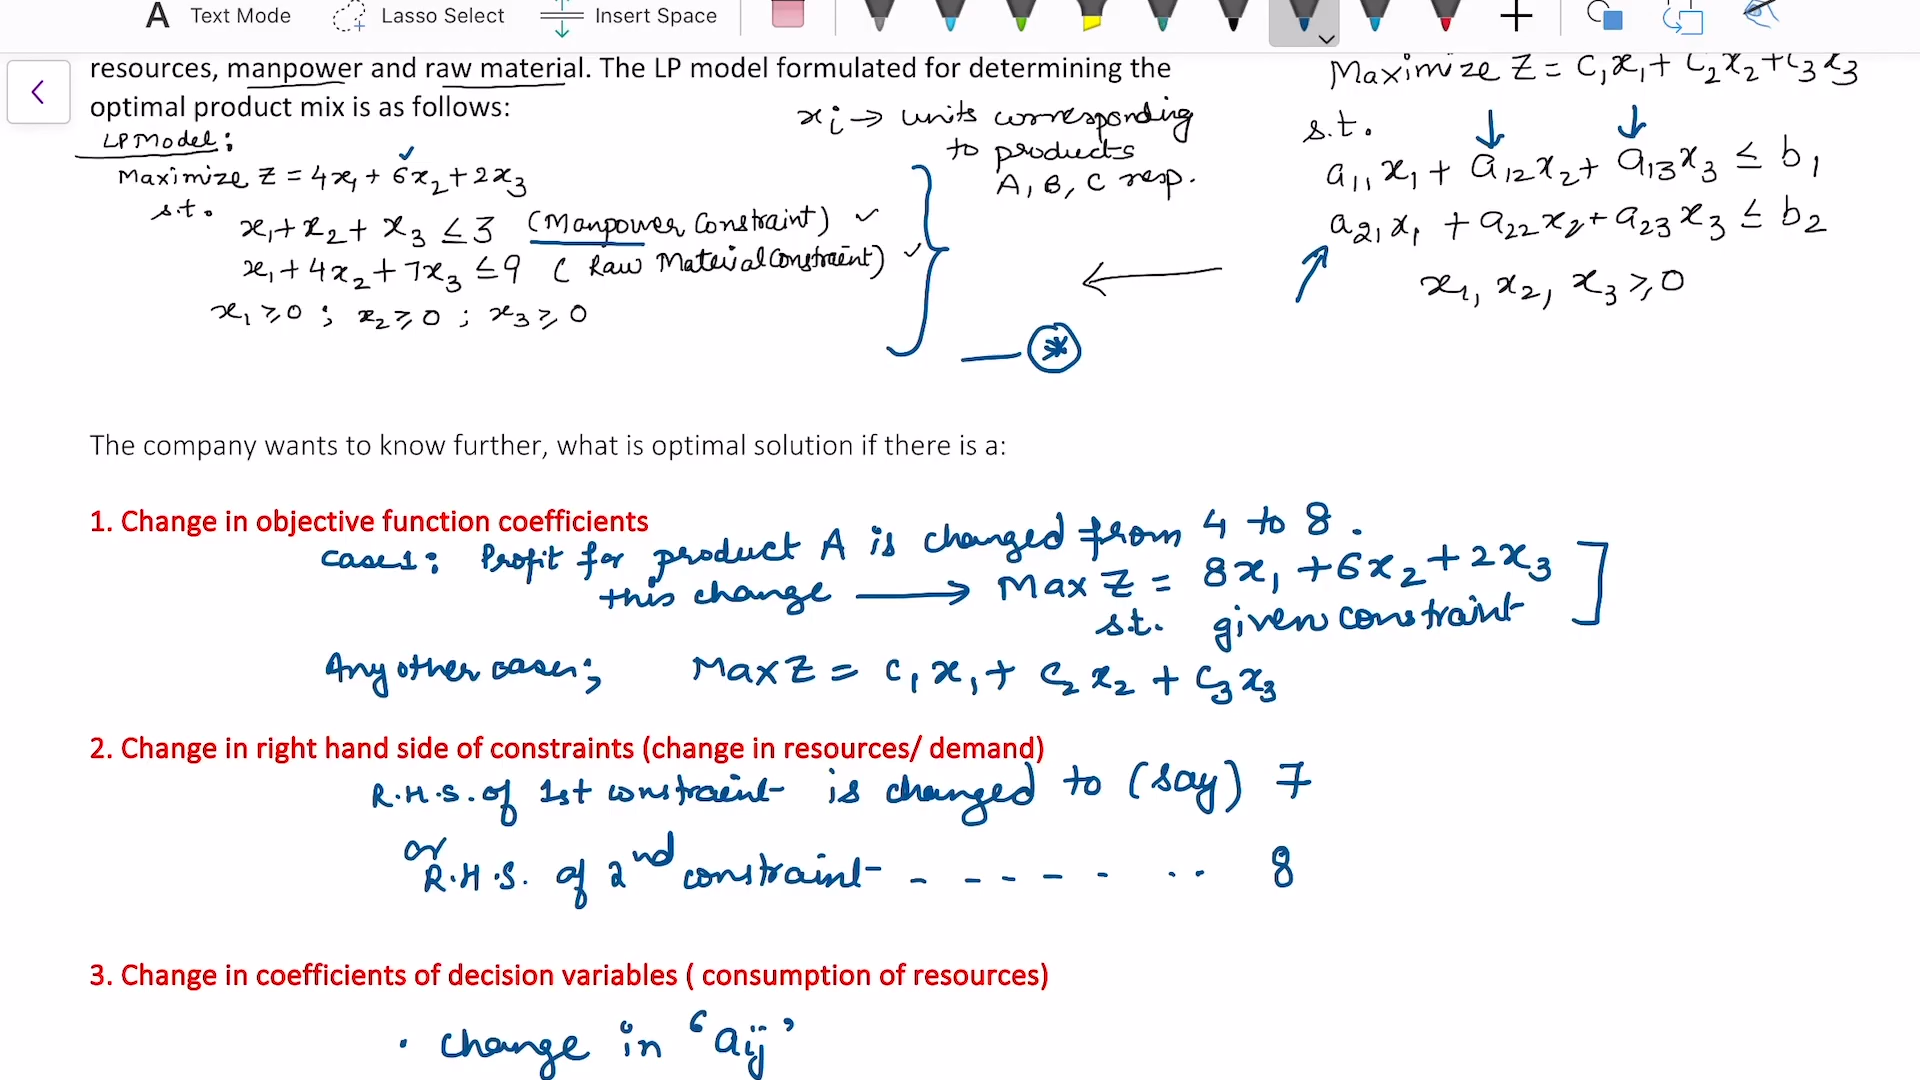 Text Mode Lasso Select Insert Space
resources, manpower and raw material. The LP model formulated for determining the
optimal product mix is as follows:
LP Model:
Maximize Z = 4x₁ + 6x₂ + 2x₃
s.t.
x₁ + x₂ + x₃ ≤ 3 (Manpower Constraint) ✓
x₁ + 4x₂ + 7x₃ ≤ 9 (Raw Material Constraint) ✓
x₁ ≥ 0 ; x₂ ≥ 0 ; x₃ ≥ 0
xᵢ → units corresponding
to products
A, B, C resp.
Maximize Z = C₁x₁ + C₂x₂ + C₃x₃
s.t.
a₁₁x₁ + a₁₂x₂ + a₁₃x₃ ≤ b₁
a₂₁x₁ + a₂₂x₂ + a₂₃x₃ ≤ b₂
x₁, x₂, x₃ ≥ 0
— *
The company wants to know further, what is optimal solution if there is a:
1. Change in objective function coefficients
Case 1: Profit for product A is changed from 4 to 8.
this change → Max Z = 8x₁ + 6x₂ + 2x₃
s.t. given constraint
Any other case; Max Z = C₁x₁ + C₂x₂ + C₃x₃
2. Change in right hand side of constraints (change in resources/ demand)
R.H.S. of 1st constraint is changed to (say) 7
or
R.H.S. of 2nd constraint - - - - - .. 8
3. Change in coefficients of decision variables ( consumption of resources)
. change in ‘aᵢⱼ’